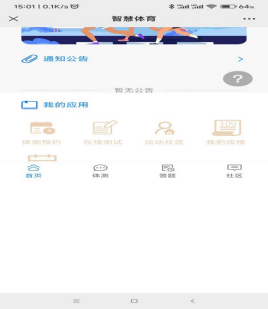 15:01 | 0.1K/s
64%
智慧体育
通知公告
暂无公告
我的应用
体测预约 在线测试 运动社区 我的成绩
首页 体测 答题 社区